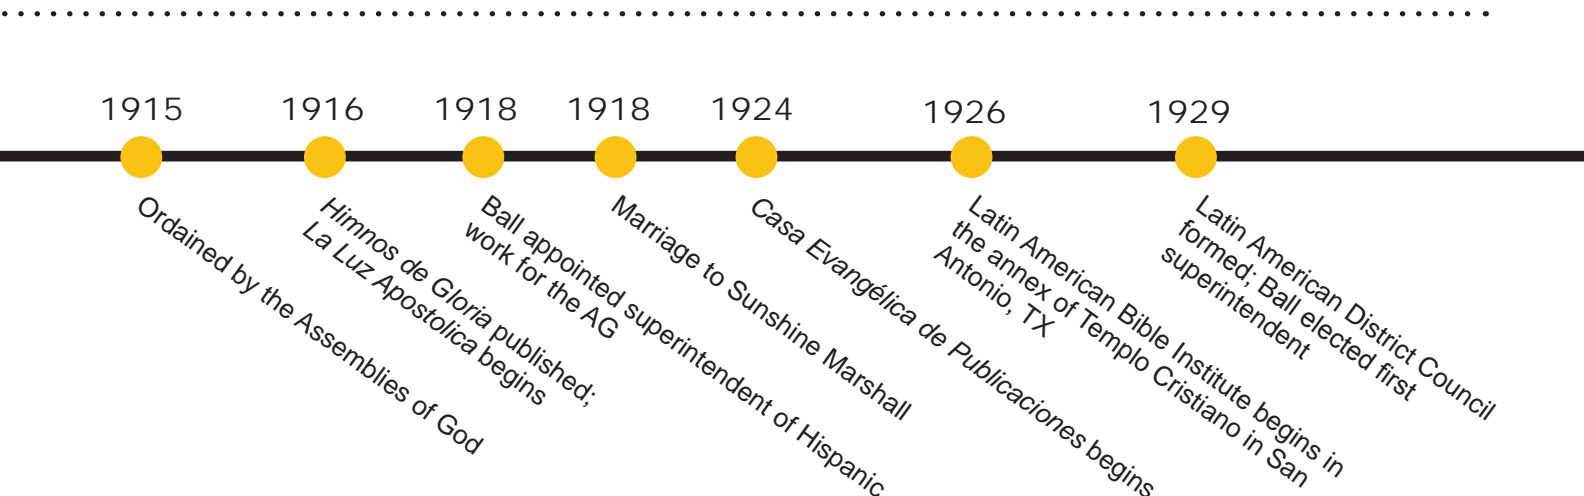 1915
Ordained by the Assemblies of God
1916
Himnos de Gloria published;
La Luz Apostolica begins
1918
Ball appointed superintendent of Hispanic
work for the AG
1918
Marriage to Sunshine Marshall
1924
Casa Evangélica de Publicaciones begins
1926
Latin American Bible Institute begins in
the annex of Templo Cristiano in San
Antonio, TX
1929
Latin American District Council
formed; Ball elected first
superintendent